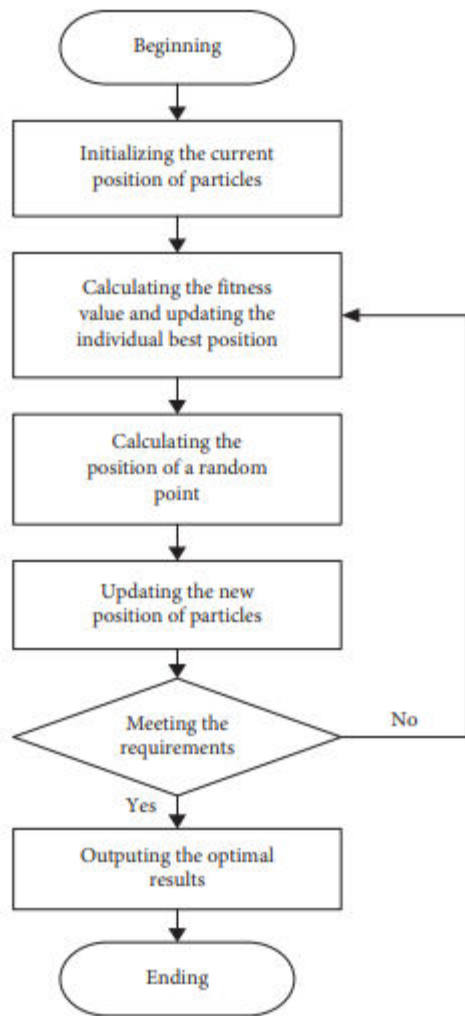 Beginning
Initializing the current
position of particles
Calculating the fitness
value and updating the
individual best position
Calculating the
position of a random
point
Updating the new
position of particles
Meeting the
requirements
No
Yes
Outputing the optimal
results
Ending